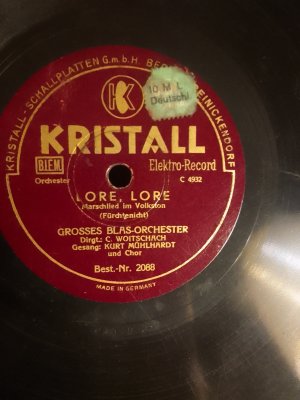 KRISTALL-SCHALLPLATTEN G.m.b.H BERLIN-REINICKENDORF
K
10 M L
Deutschl
KRISTALL
BIEM Elektro-Record
Orchester C 4932
LORE, LORE
Marschlied im Volkston
(Fürchtenicht)
GROSSES BLAS-ORCHESTER
Dirgt.: C. WOITSCHACH
Gesang: KURT MÜHLHARDT
und Chor
Best.-Nr. 2088
MADE IN GERMANY